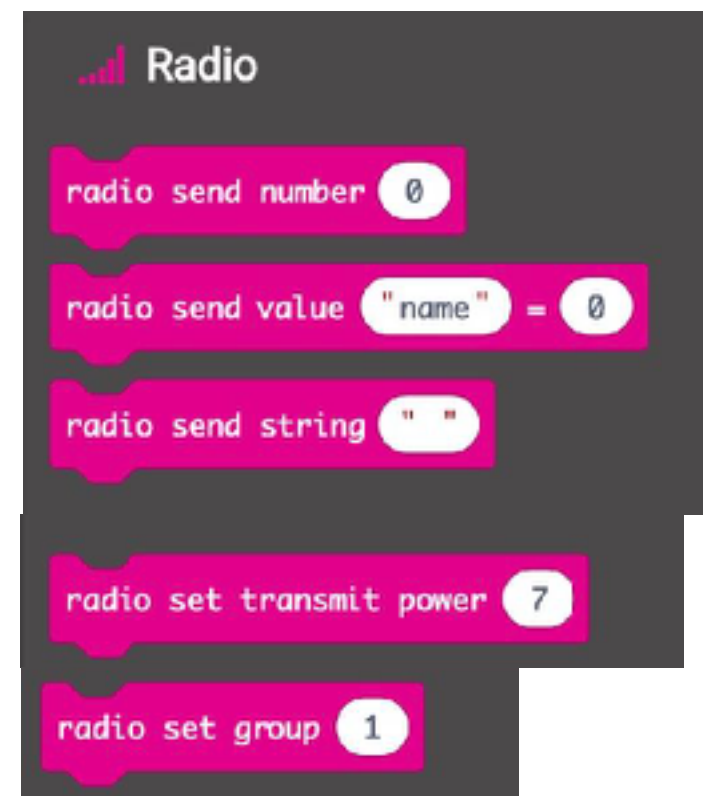 Radio
radio send number 0
radio send value "name" = 0
radio send string " "
radio set transmit power 7
radio set group 1